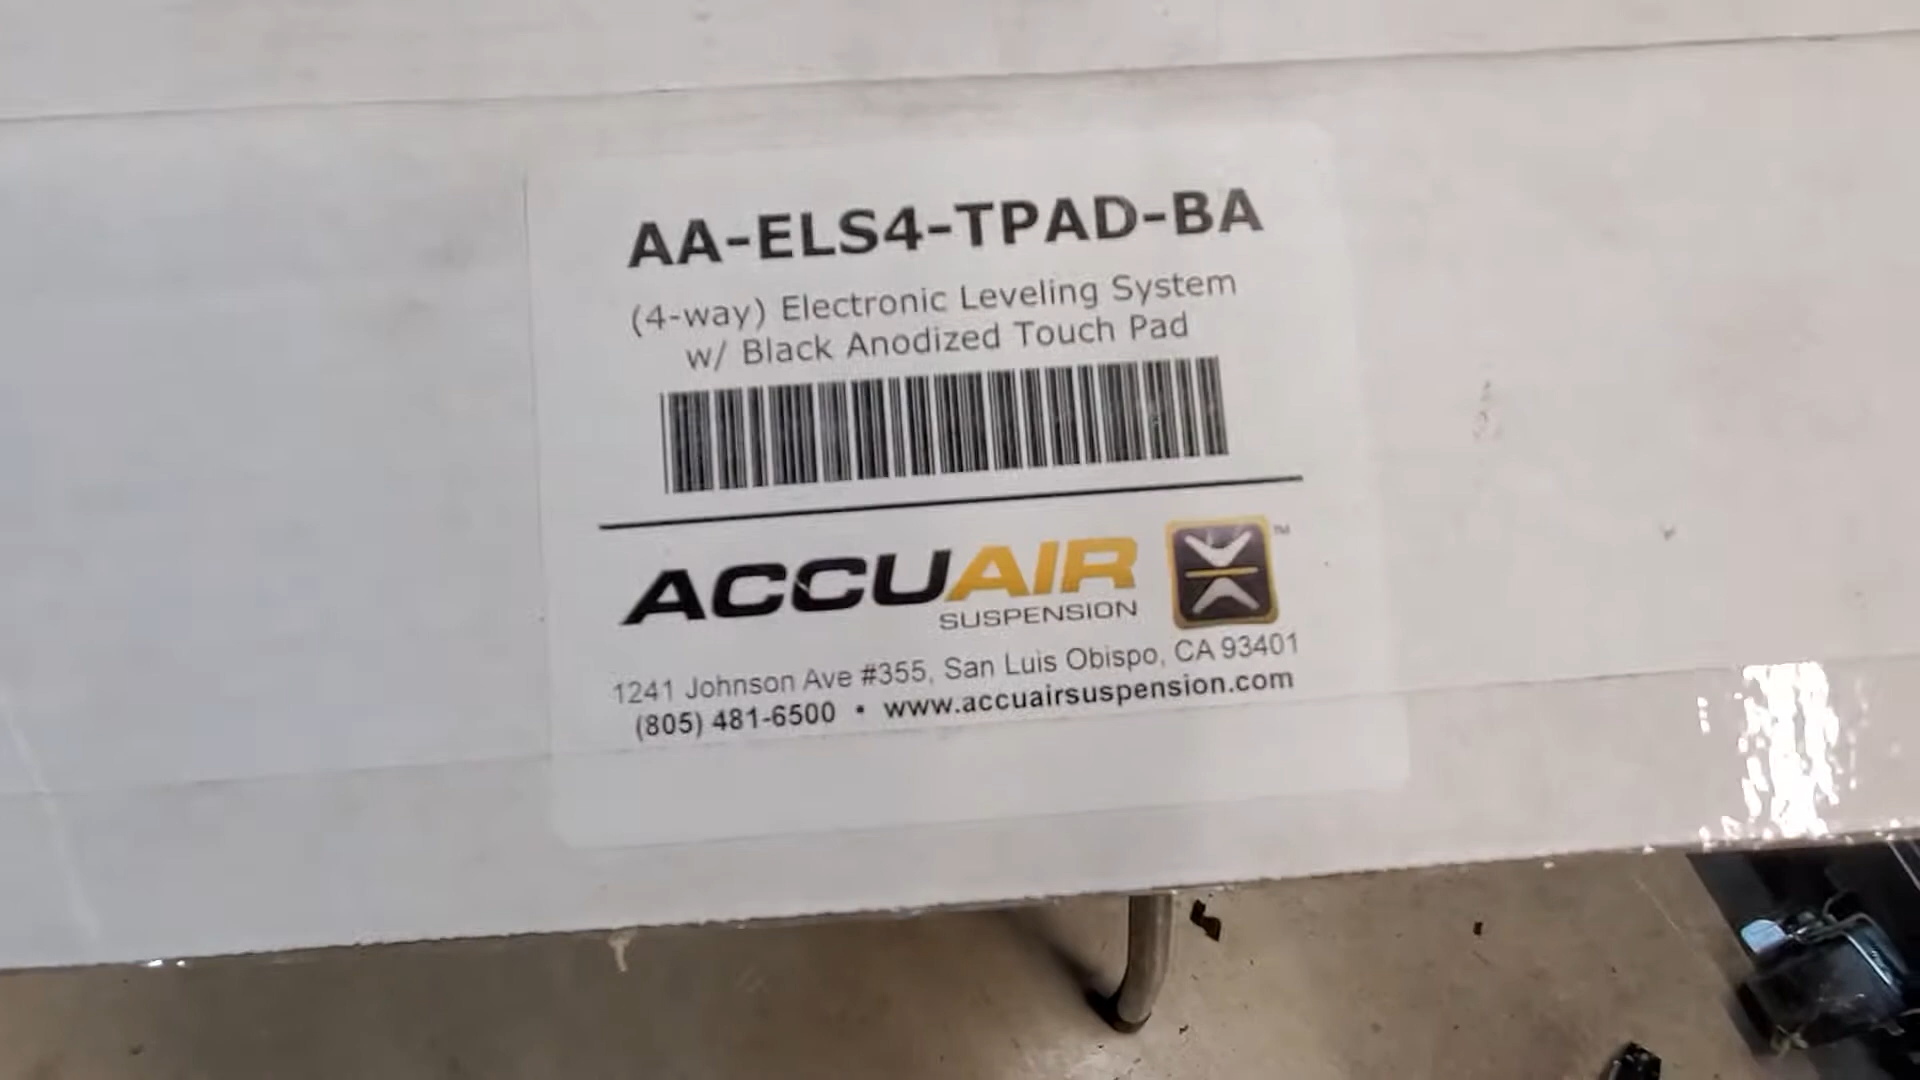 AA-ELS4-TPAD-BA
(4-way) Electronic Leveling System
w/ Black Anodized Touch Pad
ACCUAIR
TM
SUSPENSION
1241 Johnson Ave #355, San Luis Obispo, CA 93401
(805) 481-6500 • www.accuairsuspension.com